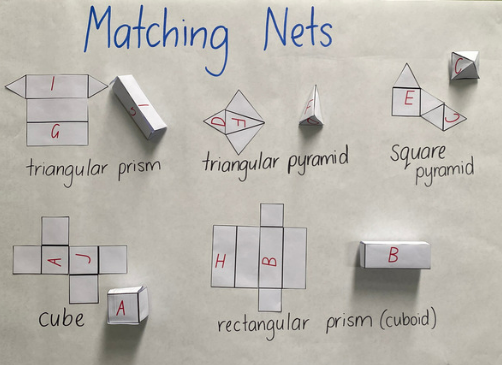 Matching Nets
I
G
I
G
triangular prism
D
F
F
triangular pyramid
C
E
C
square
pyramid
A
J
A
cube
H
B
B
rectangular prism (cuboid)